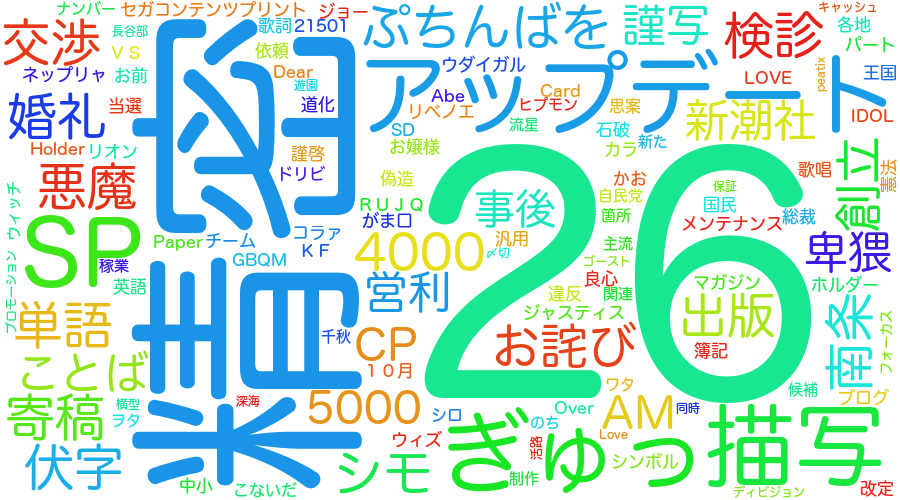 ナンバー
セガコンテンツプリント
ジョー
キャッシュ
長谷部
歌詞
21501
ぷちんばを
謹写
検診
各地
交渉
VS
依頼
パート
ネップリャ
お前
Dear
遊園
ウダイガル
LOVE
peatix
王国
精密
アップデート
婚礼
当選
道化
Abe
ヒプモン
Card
思案
リベノエ
新潮社
IDOL
Holder
リオン
謹啓
SD
お嬢様
流星
石破
カラ
新た
創立
悪魔
ドリビ
偽造
かお
自民党
保証
歌唱
憲法
ウィッチ
RUJQ
事後
箇所
国民
総裁
がま口
メンテナンス
SP
Paper
チーム
コラァ
KF
4000
汎用
〆切
主流
ゴースト
卑猥
稼業
GBQM
26
良心
マガジン
ホルダー
英語
営利
違反
関連
出版
プロモーション
単語
ジャスティス
南条
千秋
CP
お詫び
簿記
フォーカス
ことば
10月
ワタ
候補
ブログ
寄稿
横型
ヲタ
深海
5000
シロ
Over
のち
AM
同時
描写
ウィズ
ぎゅっ
Love
伏字
シモ
シンボル
中小
こないだ
制作
ディビジョン
改定